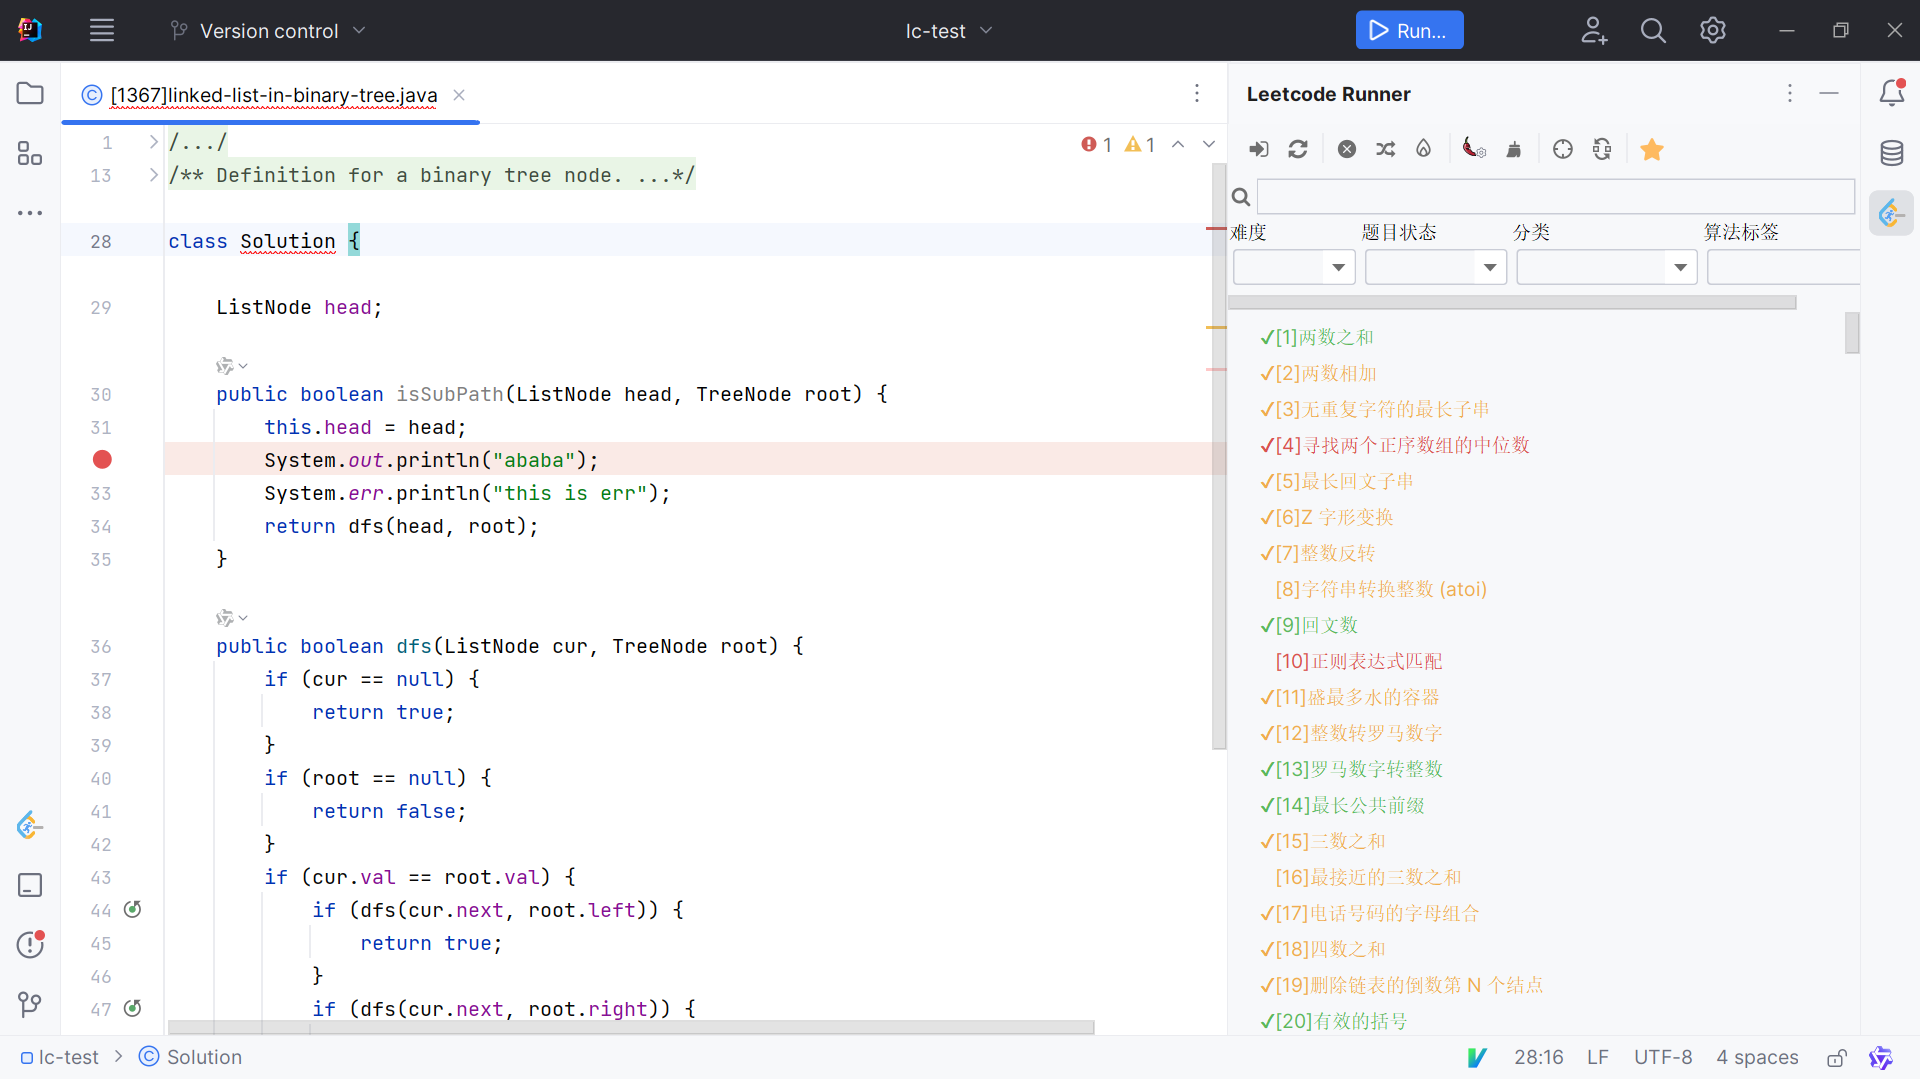 Version control
lc-test
Run...
[1367]linked-list-in-binary-tree.java
1 /.../
13 /** Definition for a binary tree node. ...*/
1 1
28 class Solution {
29 ListNode head;
30 public boolean isSubPath(ListNode head, TreeNode root) {
31 this.head = head;
System.out.println("ababa");
33 System.err.println("this is err");
34 return dfs(head, root);
35 }
36 public boolean dfs(ListNode cur, TreeNode root) {
37 if (cur == null) {
38 return true;
39 }
40 if (root == null) {
41 return false;
42 }
43 if (cur.val == root.val) {
44 if (dfs(cur.next, root.left)) {
45 return true;
46 }
47 if (dfs(cur.next, root.right)) {
Leetcode Runner
难度 题目状态 分类 算法标签
✓[1]两数之和
✓[2]两数相加
✓[3]无重复字符的最长子串
✓[4]寻找两个正序数组的中位数
✓[5]最长回文子串
✓[6]Z 字形变换
✓[7]整数反转
[8]字符串转换整数 (atoi)
✓[9]回文数
[10]正则表达式匹配
✓[11]盛最多水的容器
✓[12]整数转罗马数字
✓[13]罗马数字转整数
✓[14]最长公共前缀
✓[15]三数之和
[16]最接近的三数之和
✓[17]电话号码的字母组合
✓[18]四数之和
✓[19]删除链表的倒数第 N 个结点
✓[20]有效的括号
lc-test > Solution
28:16 LF UTF-8 4 spaces